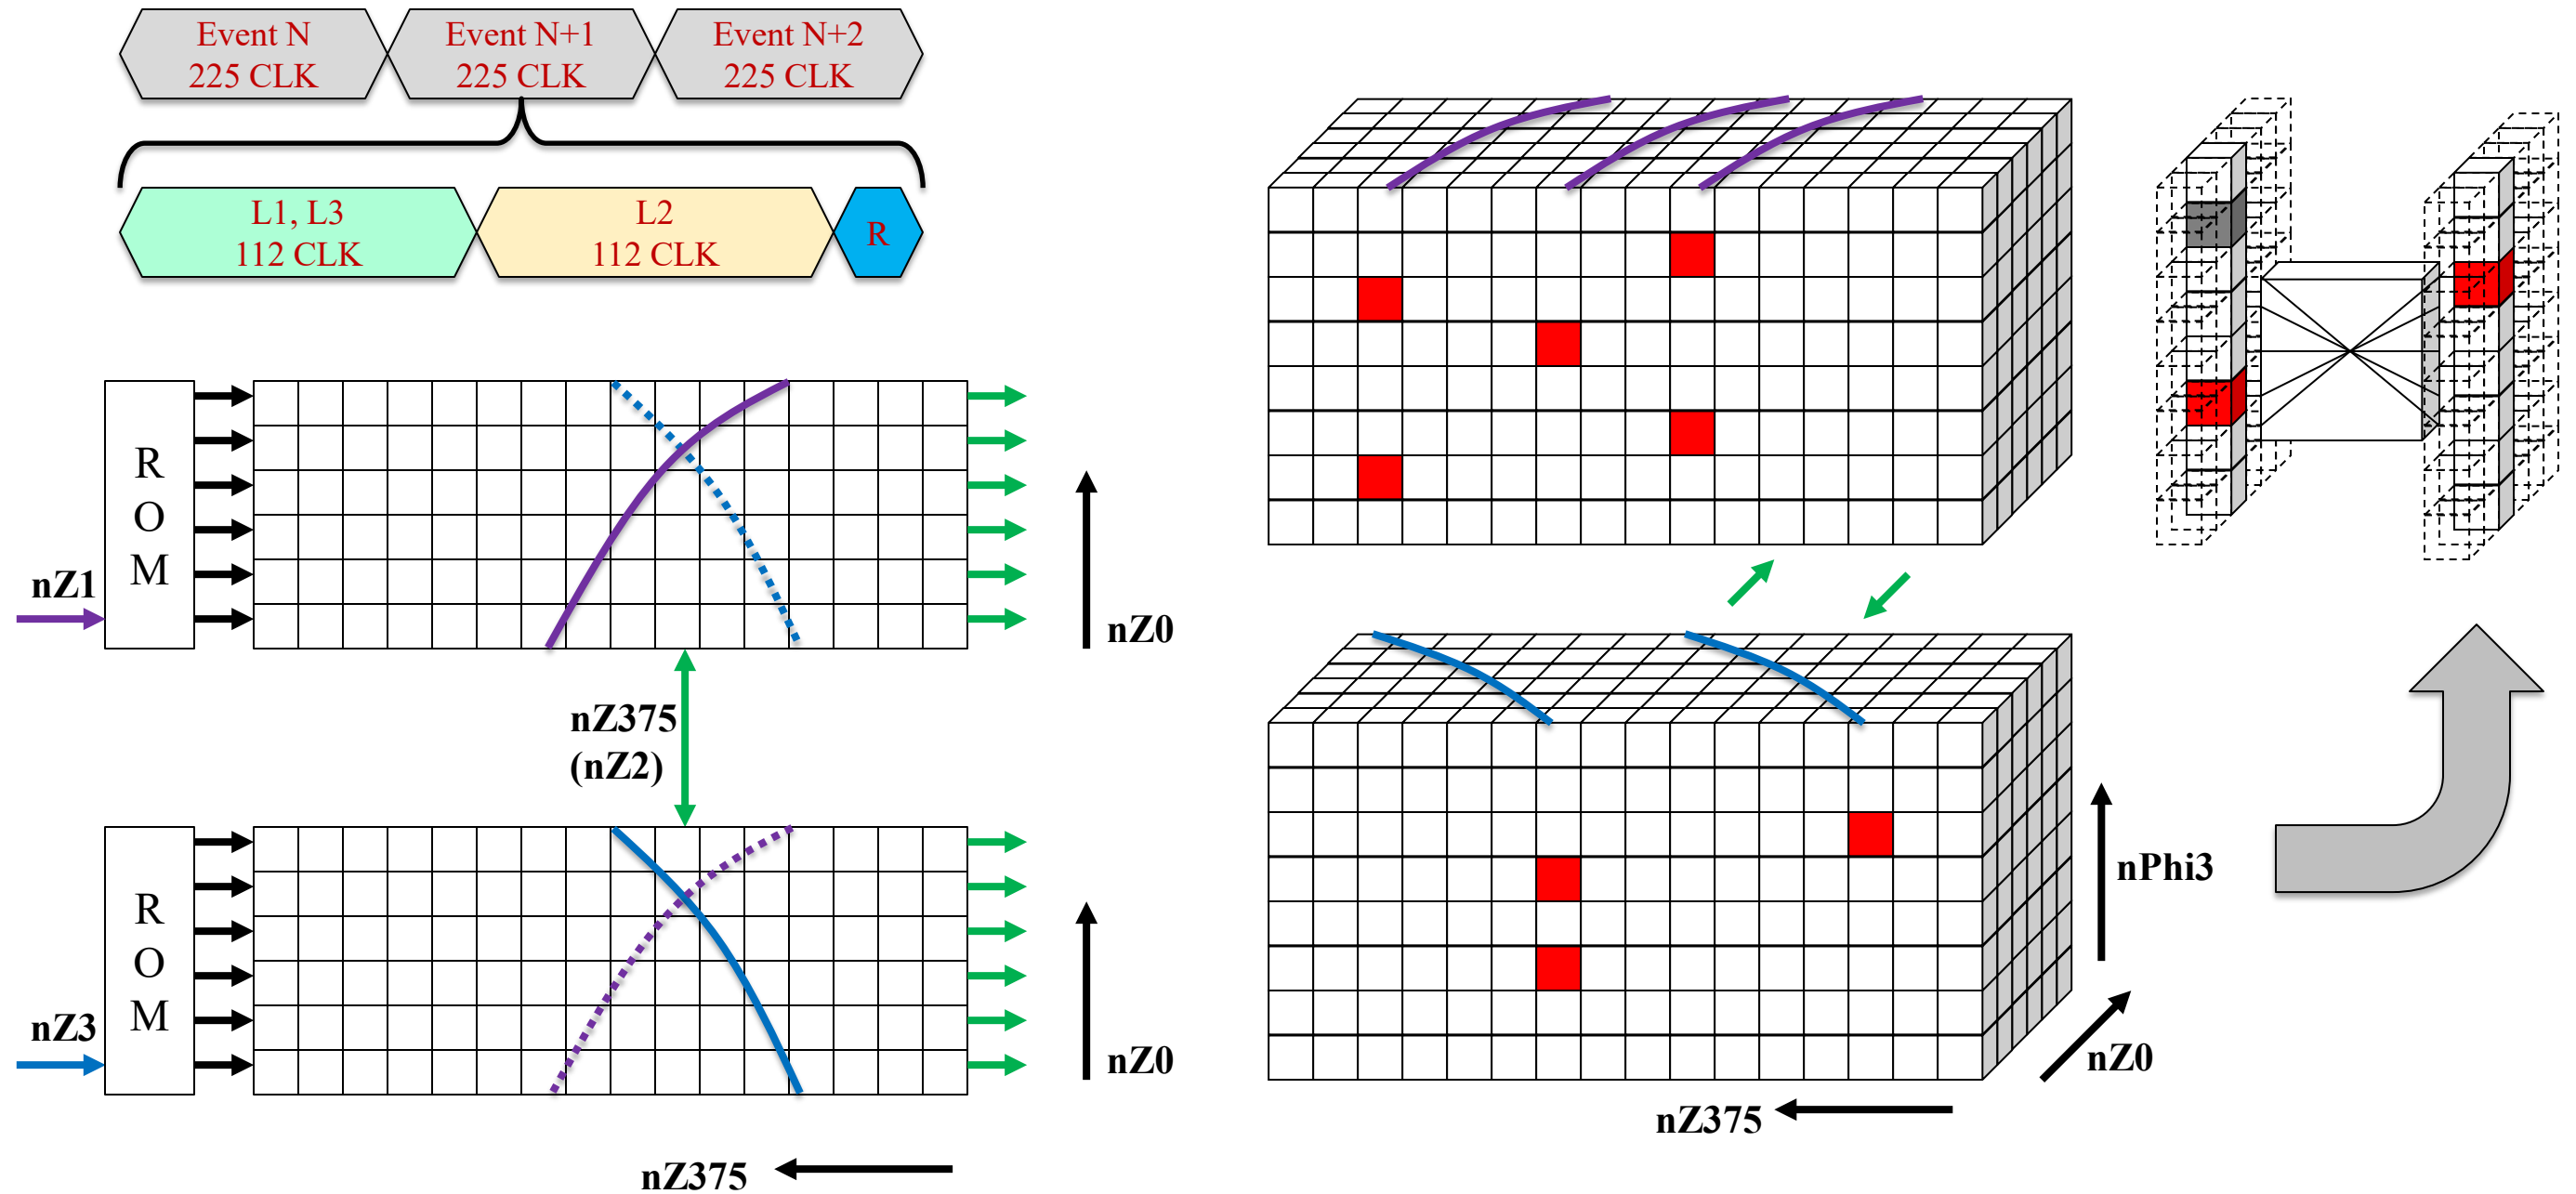 Event N
225 CLK
Event N+1
225 CLK
Event N+2
225 CLK
L1, L3
112 CLK
L2
112 CLK
R
R
O
M
nZ1
nZ0
nZ375
(nZ2)
R
O
M
nZ3
nZ0
nZ375
nPhi3
nZ0
nZ375